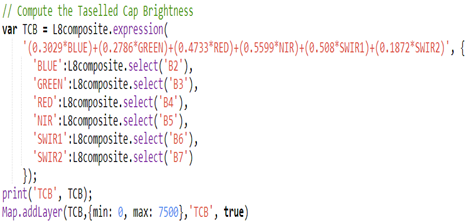 // Compute the Taselled Cap Brightness
var TCB = L8composite.expression(
'(0.3029*BLUE)+(0.2786*GREEN)+(0.4733*RED)+(0.5599*NIR)+(0.508*SWIR1)+(0.1872*SWIR2)', {
'BLUE':L8composite.select('B2'),
'GREEN':L8composite.select('B3'),
'RED':L8composite.select('B4'),
'NIR':L8composite.select('B5'),
'SWIR1':L8composite.select('B6'),
'SWIR2':L8composite.select('B7')
});
print('TCB', TCB);
Map.addLayer(TCB,{min: 0, max: 7500},'TCB', true)